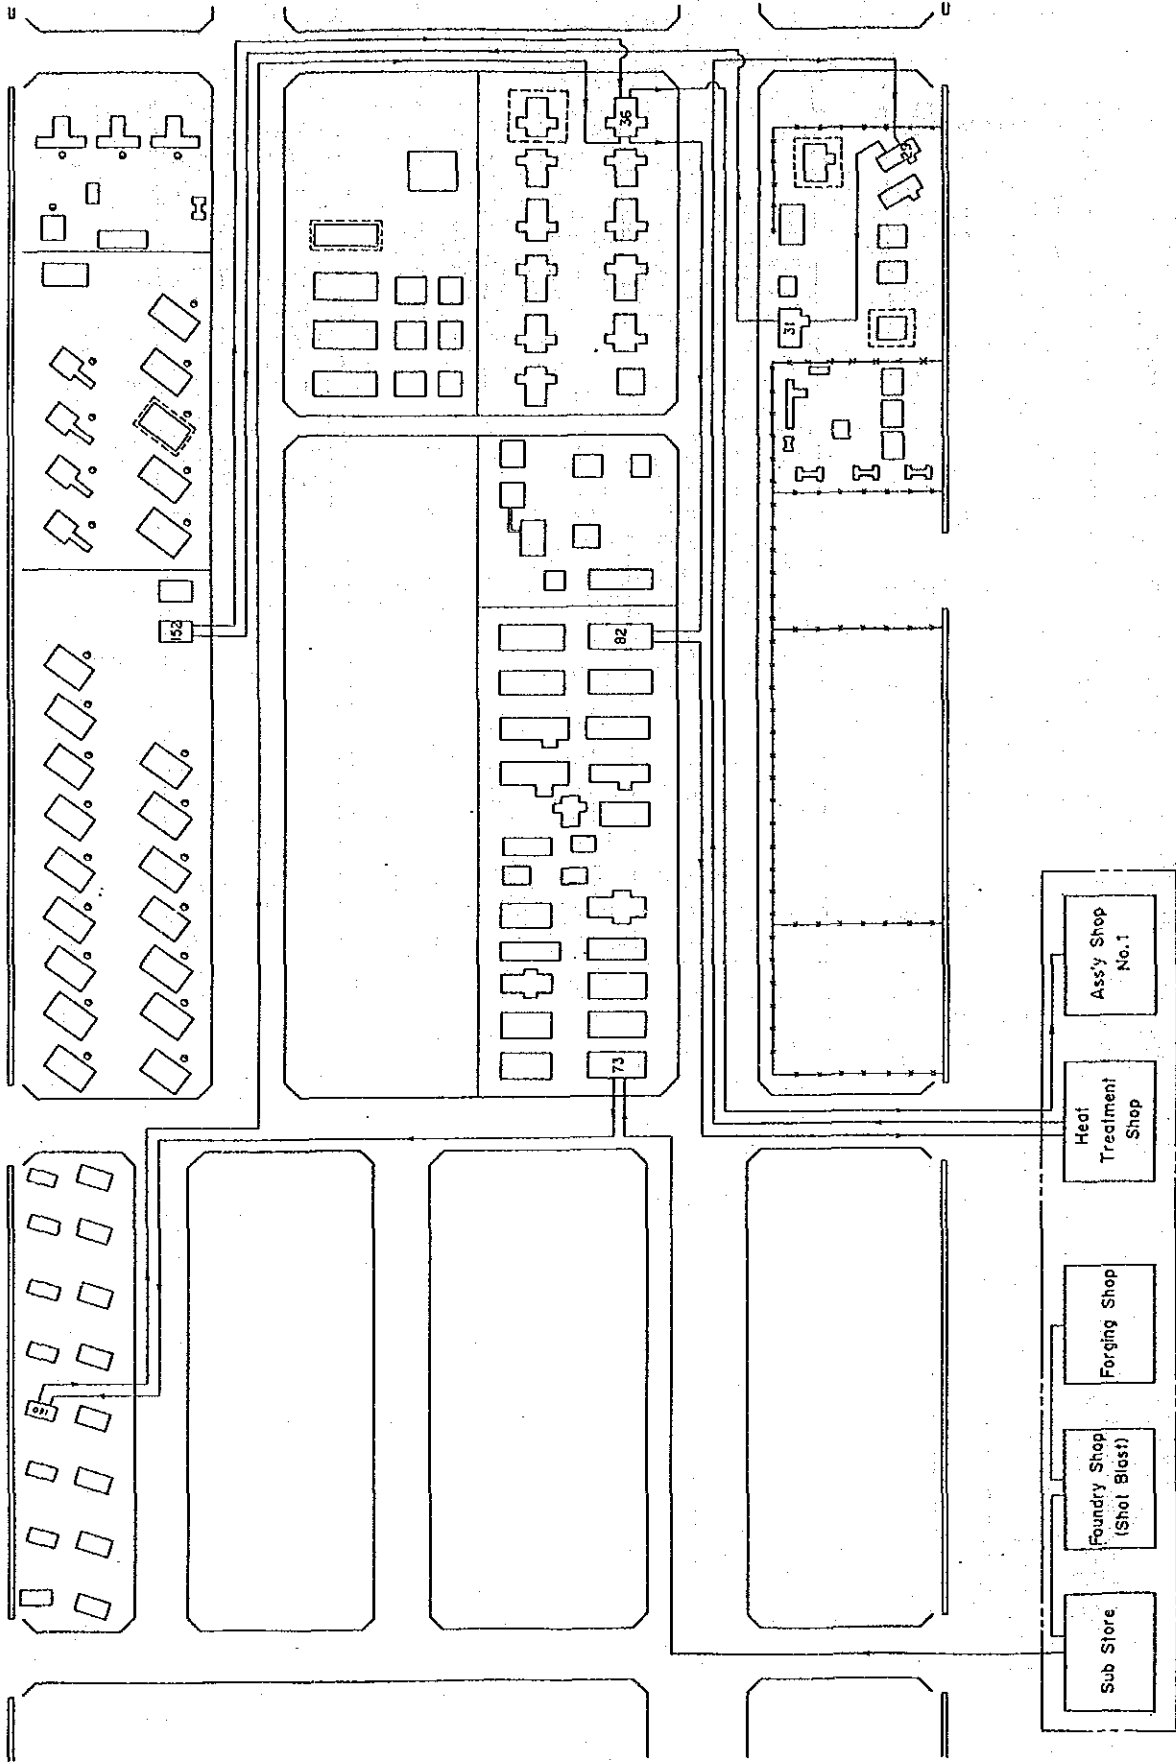 36
31
152
82
73
Ass'y Shop
No.1
Heat
Treatment
Shop
Forging Shop
Foundry Shop
(Shot Blast)
Sub Store